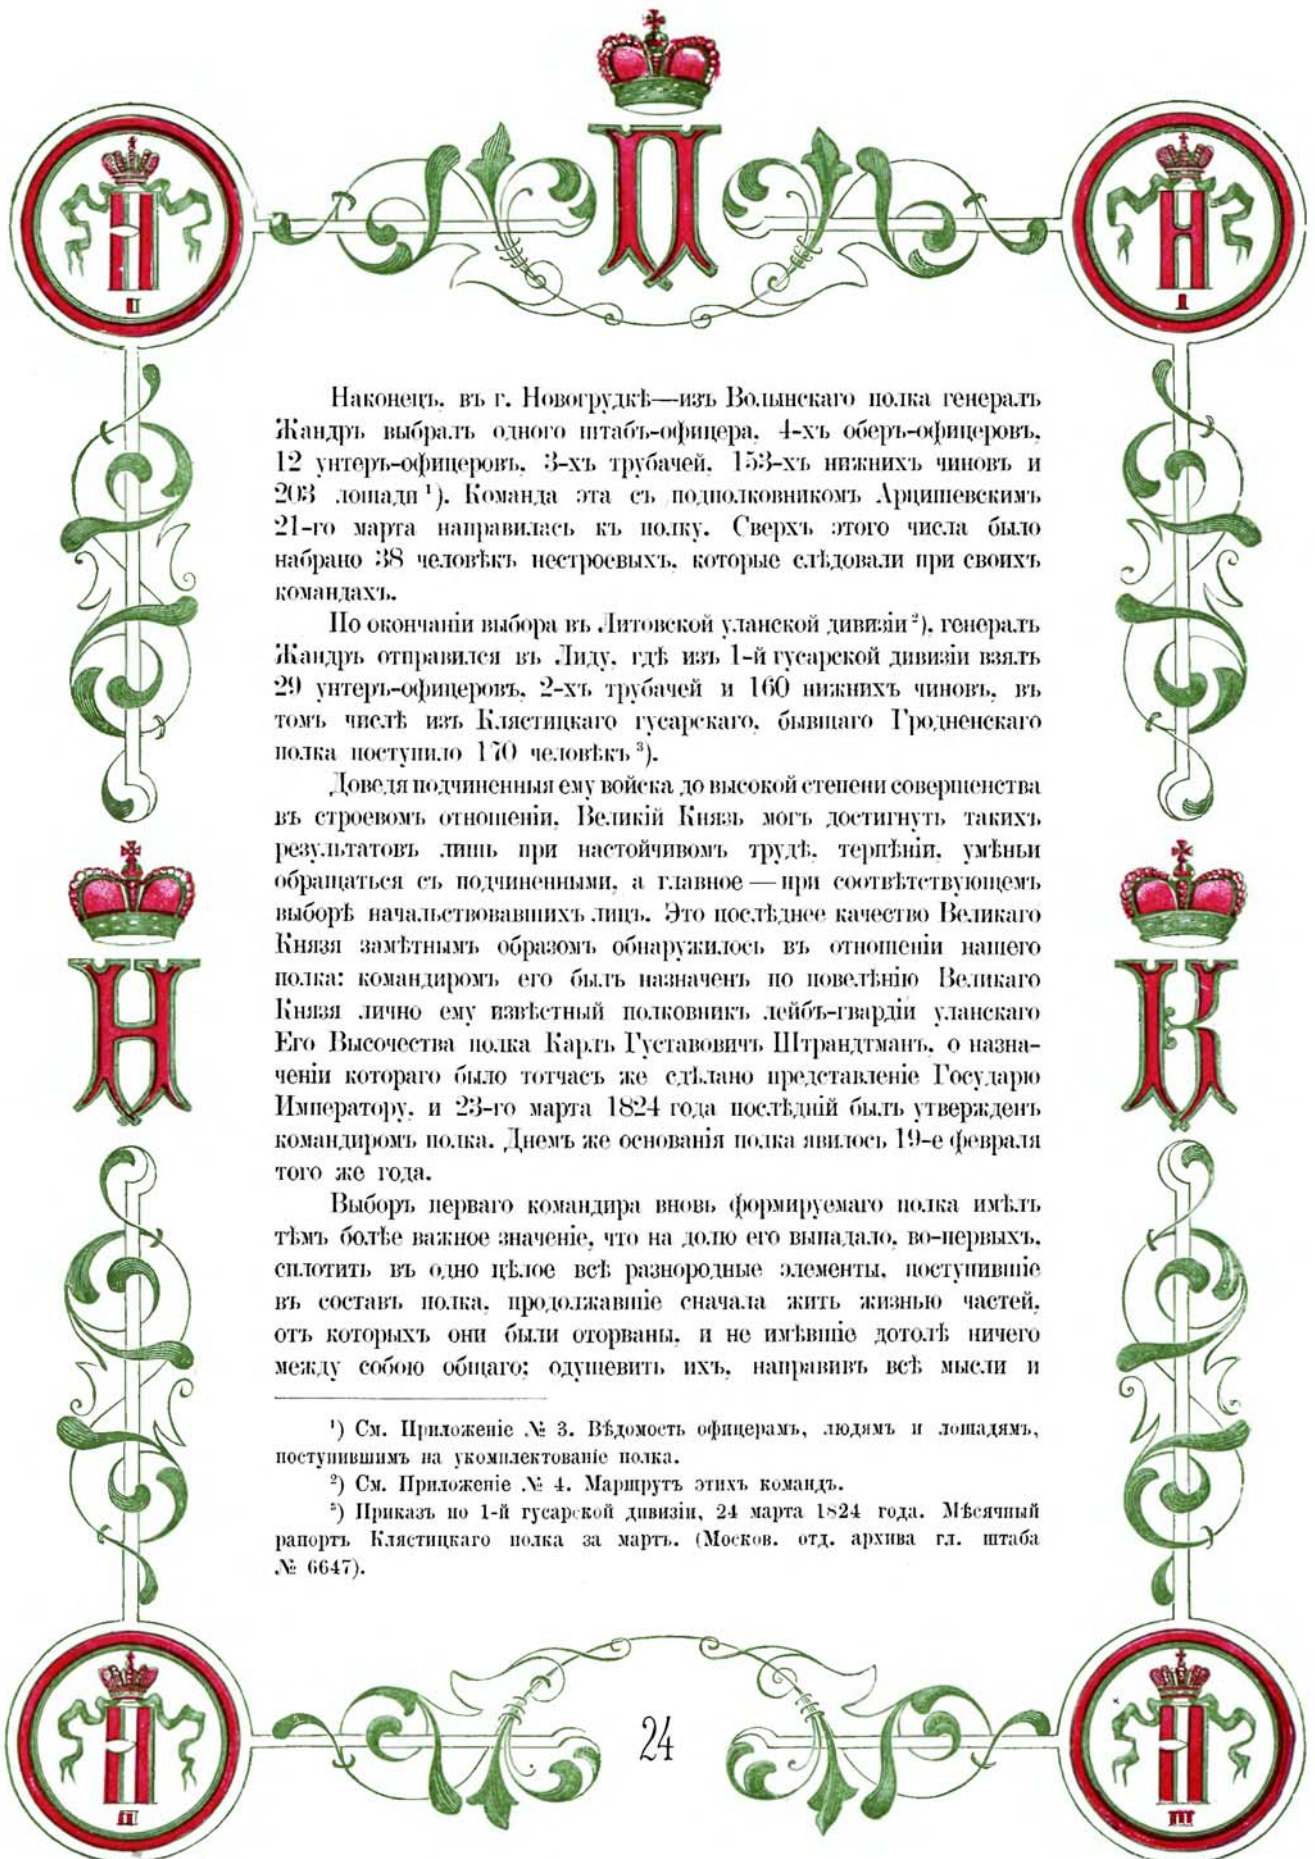 П
II
I
Наконецъ, въ г. Новогрудкѣ—изъ Волынскаго полка генералъ
Жандръ выбралъ одного штабъ-офицера, 4-хъ оберъ-офицеровъ,
12 унтеръ-офицеровъ, 3-хъ трубачей, 153-хъ нижнихъ чиновъ и
203 лошади ¹). Команда эта съ подполковникомъ Арцишевскимъ
21-го марта направилась къ полку. Сверхъ этого числа было
набрано 38 человѣкъ нестроевыхъ, которые слѣдовали при своихъ
командахъ.
По окончаніи выбора въ Литовской уланской дивизіи ²), генералъ
Жандръ отправился въ Лиду, гдѣ изъ 1-й гусарской дивизіи взялъ
29 унтеръ-офицеровъ, 2-хъ трубачей и 160 нижнихъ чиновъ, въ
томъ числѣ изъ Клястицкаго гусарскаго, бывшаго Гродненскаго
полка поступило 170 человѣкъ ³).
Доведя подчиненныя ему войска до высокой степени совершенства
въ строевомъ отношеніи, Великій Князь могъ достигнуть такихъ
результатовъ лишь при настойчивомъ трудѣ, терпѣніи, умѣньи
обращаться съ подчиненными, а главное — при соотвѣтствующемъ
выборѣ начальствовавшихъ лицъ. Это послѣднее качество Великаго
Князя замѣтнымъ образомъ обнаружилось въ отношеніи нашего
полка: командиромъ его былъ назначенъ по повелѣнію Великаго
Князя лично ему извѣстный полковникъ лейбъ-гвардіи уланскаго
Его Высочества полка Карлъ Густавовичъ Штрандтманъ, о назна-
ченіи котораго было тотчасъ же сдѣлано представленіе Государю
Императору, и 23-го марта 1824 года послѣдній былъ утвержденъ
командиромъ полка. Днемъ же основанія полка явилось 19-е февраля
того же года.
Выборъ перваго командира вновь формируемаго полка имѣлъ
тѣмъ болѣе важное значеніе, что на долю его выпадало, во-первыхъ,
сплотить въ одно цѣлое всѣ разнородные элементы, поступившіе
въ составъ полка, продолжавшіе сначала жить жизнью частей,
отъ которыхъ они были оторваны, и не имѣвшіе дотолѣ ничего
между собою общаго; одушевить ихъ, направивъ всѣ мысли и
Н
К
¹) См. Приложеніе № 3. Вѣдомость офицерамъ, людямъ и лошадямъ,
поступившимъ на укомплектованіе полка.
²) См. Приложеніе № 4. Маршрутъ этихъ командъ.
³) Приказъ по 1-й гусарской дивизіи, 24 марта 1824 года. Мѣсячный
рапортъ Клястицкаго полка за мартъ. (Москов. отд. архива гл. штаба
№ 6647).
24
II
III